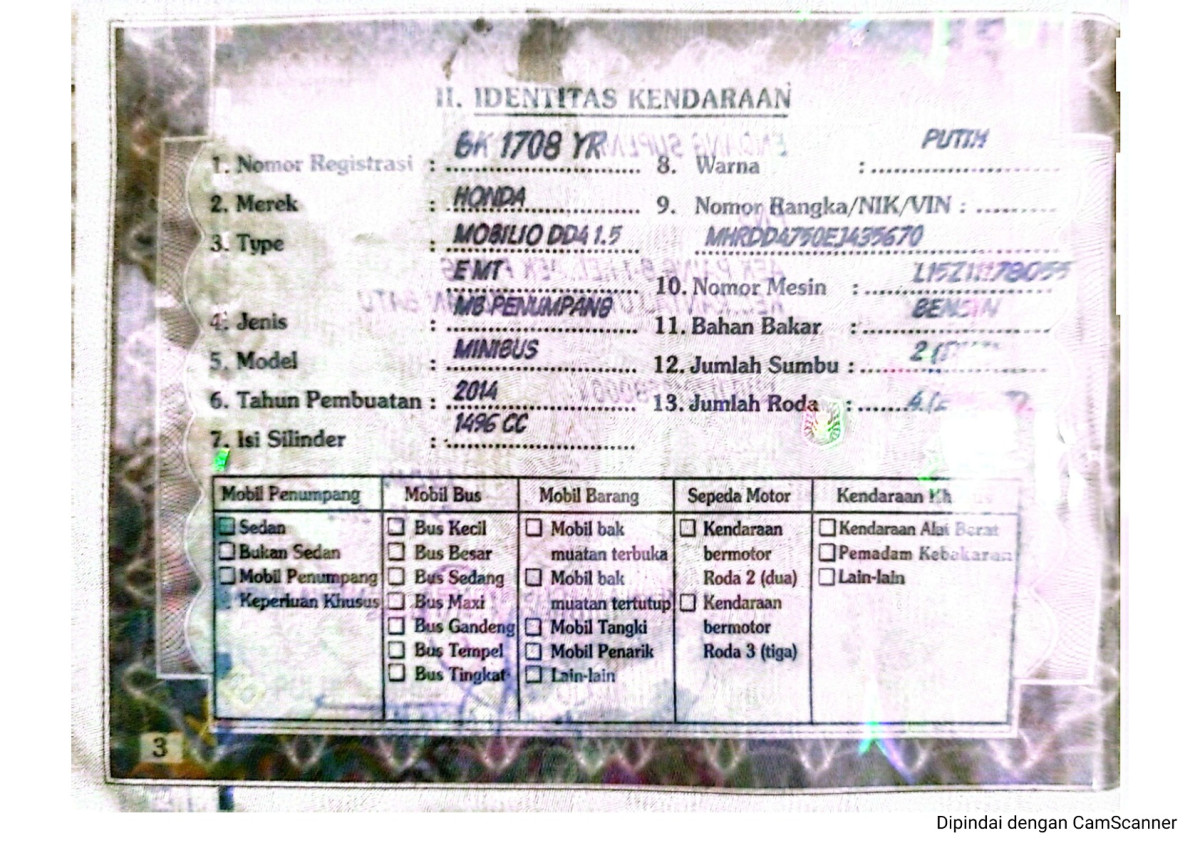 II. IDENTITAS KENDARAAN
1. Nomor Registrasi : BK 1708 YR
2. Merek : HONDA
3. Type : MOBILIO DD4 1.5
E MT
4. Jenis : MB PENUMPANG
5. Model : MINIBUS
6. Tahun Pembuatan : 2014
7. Isi Silinder : 1496 CC
8. Warna : PUTIH
9. Nomor Rangka/NIK/VIN :
MHRDD4750EJ435670
10. Nomor Mesin :
11. Bahan Bakar : BENSIN
12. Jumlah Sumbu : 2
13. Jumlah Roda : 4
Mobil Penumpang
Sedan
Bukan Sedan
Mobil Penumpang
Keperluan Khusus
Mobil Bus
Bus Kecil
Bus Besar
Bus Sedang
Bus Maxi
Bus Gandeng
Bus Tempel
Bus Tingkat
Mobil Barang
Mobil bak
muatan terbuka
Mobil bak
muatan tertutup
Mobil Tangki
Mobil Penarik
Lain-lain
Sepeda Motor
Kendaraan
bermotor
Roda 2 (dua)
Kendaraan
bermotor
Roda 3 (tiga)
Kendaraan
Kendaraan Alat Berat
Pemadam Kebakaran
Lain-lain
3
Dipindai dengan CamScanner